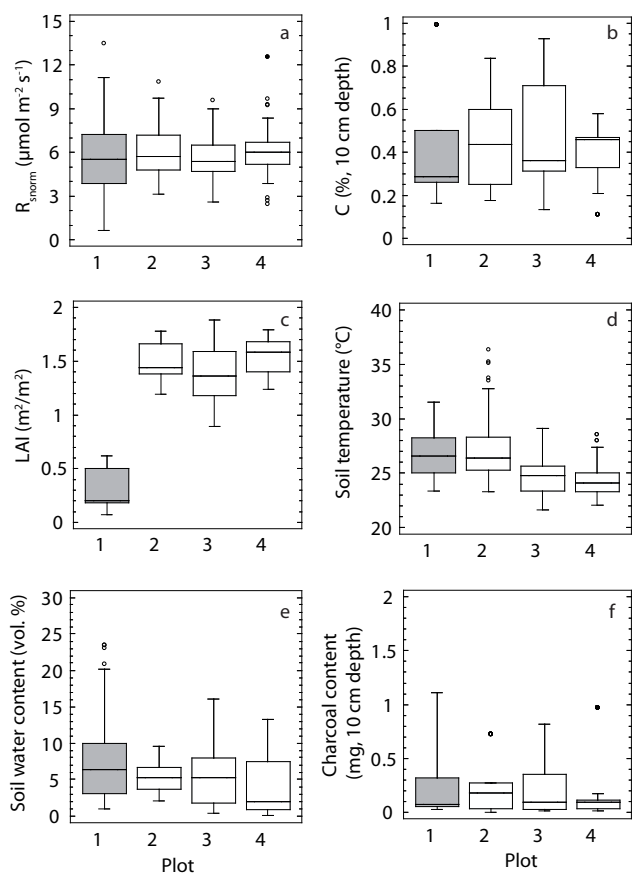 a
R_snorm (µmol m⁻² s⁻¹)
15
12
9
6
3
0
1 2 3 4
b
C (%, 10 cm depth)
1
0.8
0.6
0.4
0.2
0
1 2 3 4
c
LAI (m²/m²)
2
1.5
1
0.5
0
1 2 3 4
d
Soil temperature (°C)
40
35
30
25
20
1 2 3 4
e
Soil water content (vol. %)
30
25
20
15
10
5
0
1 2 3 4
Plot
f
Charcoal content
(mg, 10 cm depth)
2
1.5
1
0.5
0
1 2 3 4
Plot